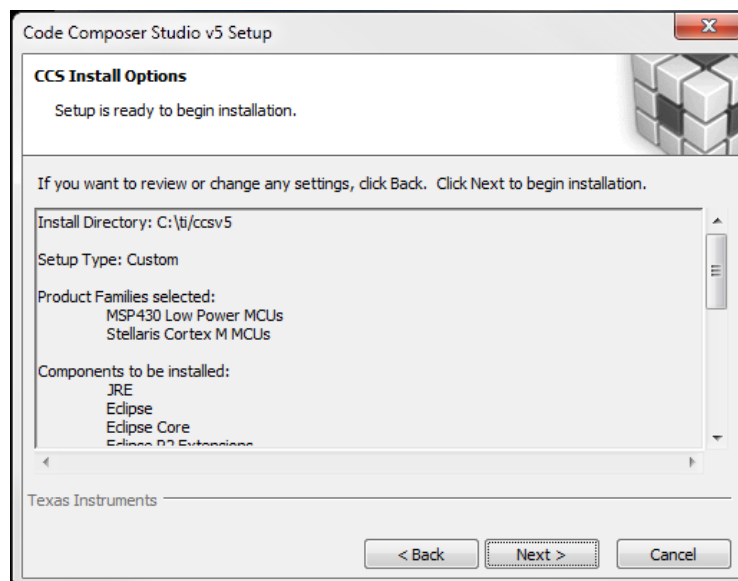 Code Composer Studio v5 Setup
CCS Install Options
Setup is ready to begin installation.
If you want to review or change any settings, click Back.  Click Next to begin installation.
Install Directory: C:\ti/ccsv5
Setup Type: Custom
Product Families selected:
MSP430 Low Power MCUs
Stellaris Cortex M MCUs
Components to be installed:
JRE
Eclipse
Eclipse Core
Eclipse P2 Extensions
Texas Instruments
< Back Next > Cancel